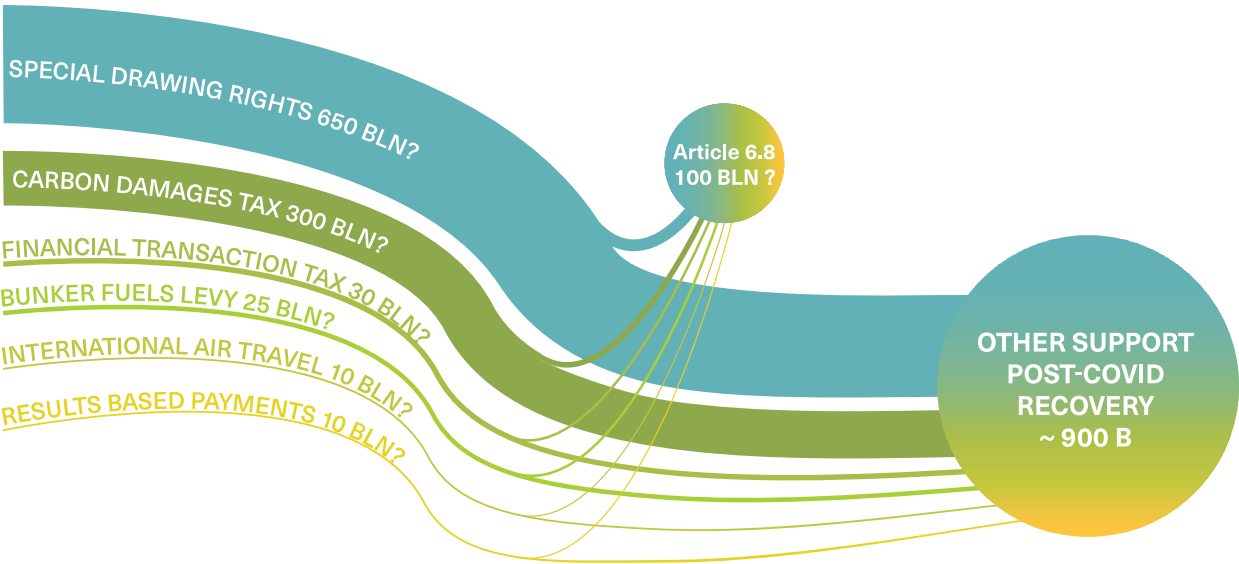 SPECIAL DRAWING RIGHTS 650 BLN?
CARBON DAMAGES TAX 300 BLN?
FINANCIAL TRANSACTION TAX 30 BLN?
BUNKER FUELS LEVY 25 BLN?
INTERNATIONAL AIR TRAVEL 10 BLN?
RESULTS BASED PAYMENTS 10 BLN?
Article 6.8
100 BLN ?
OTHER SUPPORT
POST-COVID
RECOVERY
~ 900 B